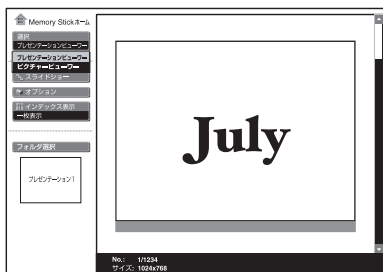 Memory Stickホーム
選択
プレゼンテーションビューワー
プレゼンテーションビューワー
ピクチャービューワー
スライドショー
オプション
インデックス表示
一枚表示
フォルダ選択
プレゼンテーション1
July
No.: 1/1234
サイズ: 1024x768